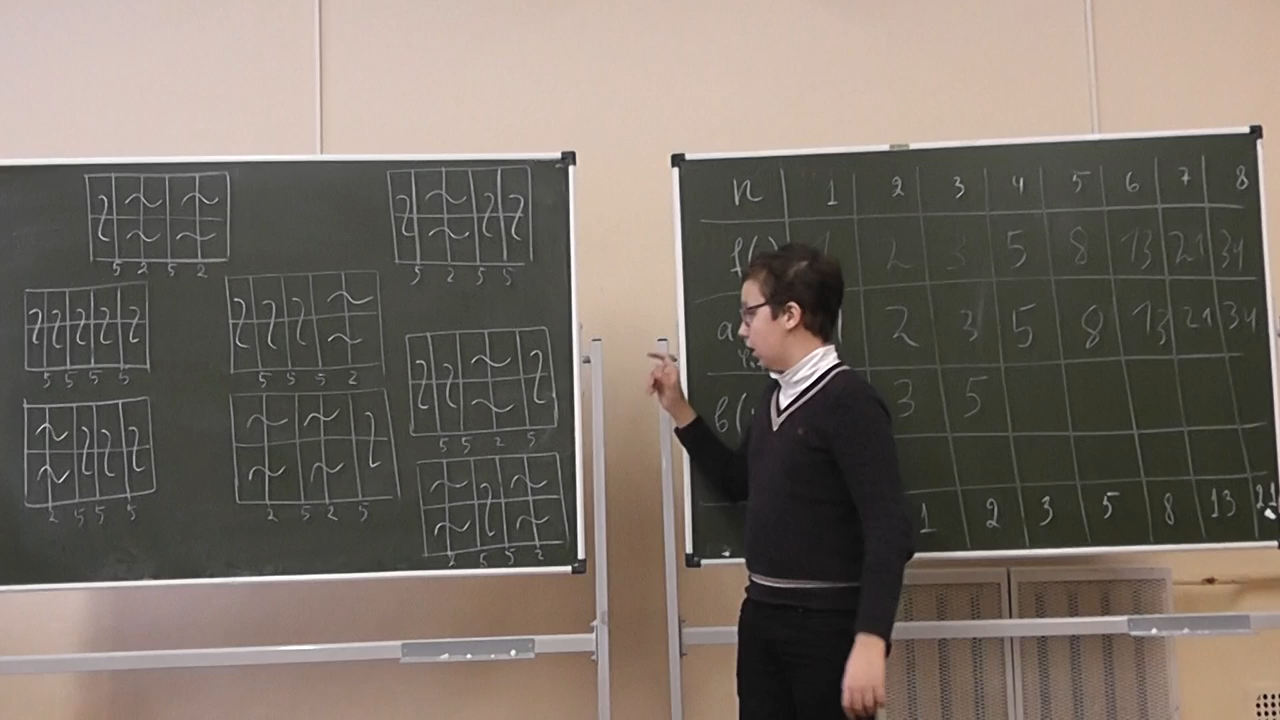 5 2 5 2
5 2 5 5
5 5 5 5
5 5 5 2
5 5 2 5
2 5 5 5
2 5 2 5
2 5 5 2
n 1 2 3 4 5 6 7 8
f( ) 2 3 5 8 13 21 34
a 2 3 5 8 13 21 34
b( 3 5
1 2 3 5 8 13 21